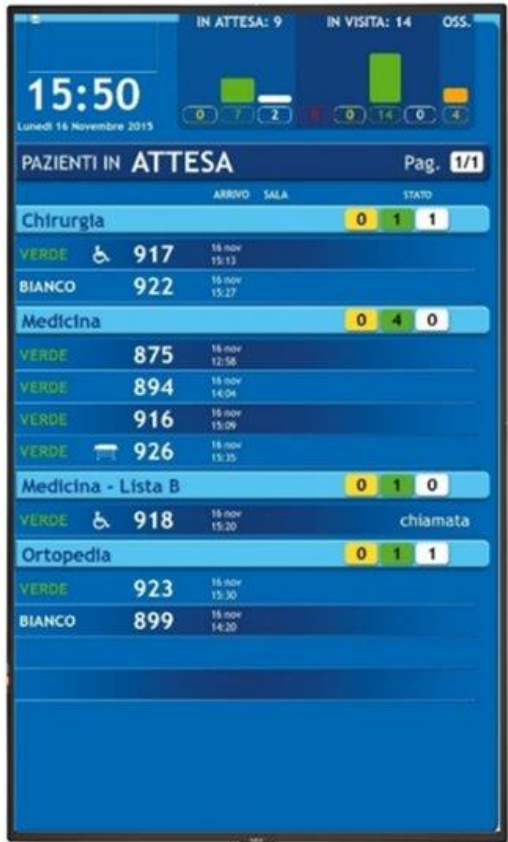 IN ATTESA: 9 IN VISITA: 14 OSS.
15:50
Lunedì 16 Novembre 2015
0 7 2 0 0 14 0 4
PAZIENTI IN ATTESA Pag. 1/1
ARRIVO SALA STATO
Chirurgia 0 1 1
VERDE 917 16 nov
15:13
BIANCO 922 16 nov
15:27
Medicina 0 4 0
VERDE 875 16 nov
12:58
VERDE 894 16 nov
14:04
VERDE 916 16 nov
15:09
VERDE 926 16 nov
15:35
Medicina - Lista B 0 1 0
VERDE 918 16 nov
15:20 chiamata
Ortopedia 0 1 1
VERDE 923 16 nov
15:30
BIANCO 899 16 nov
14:20